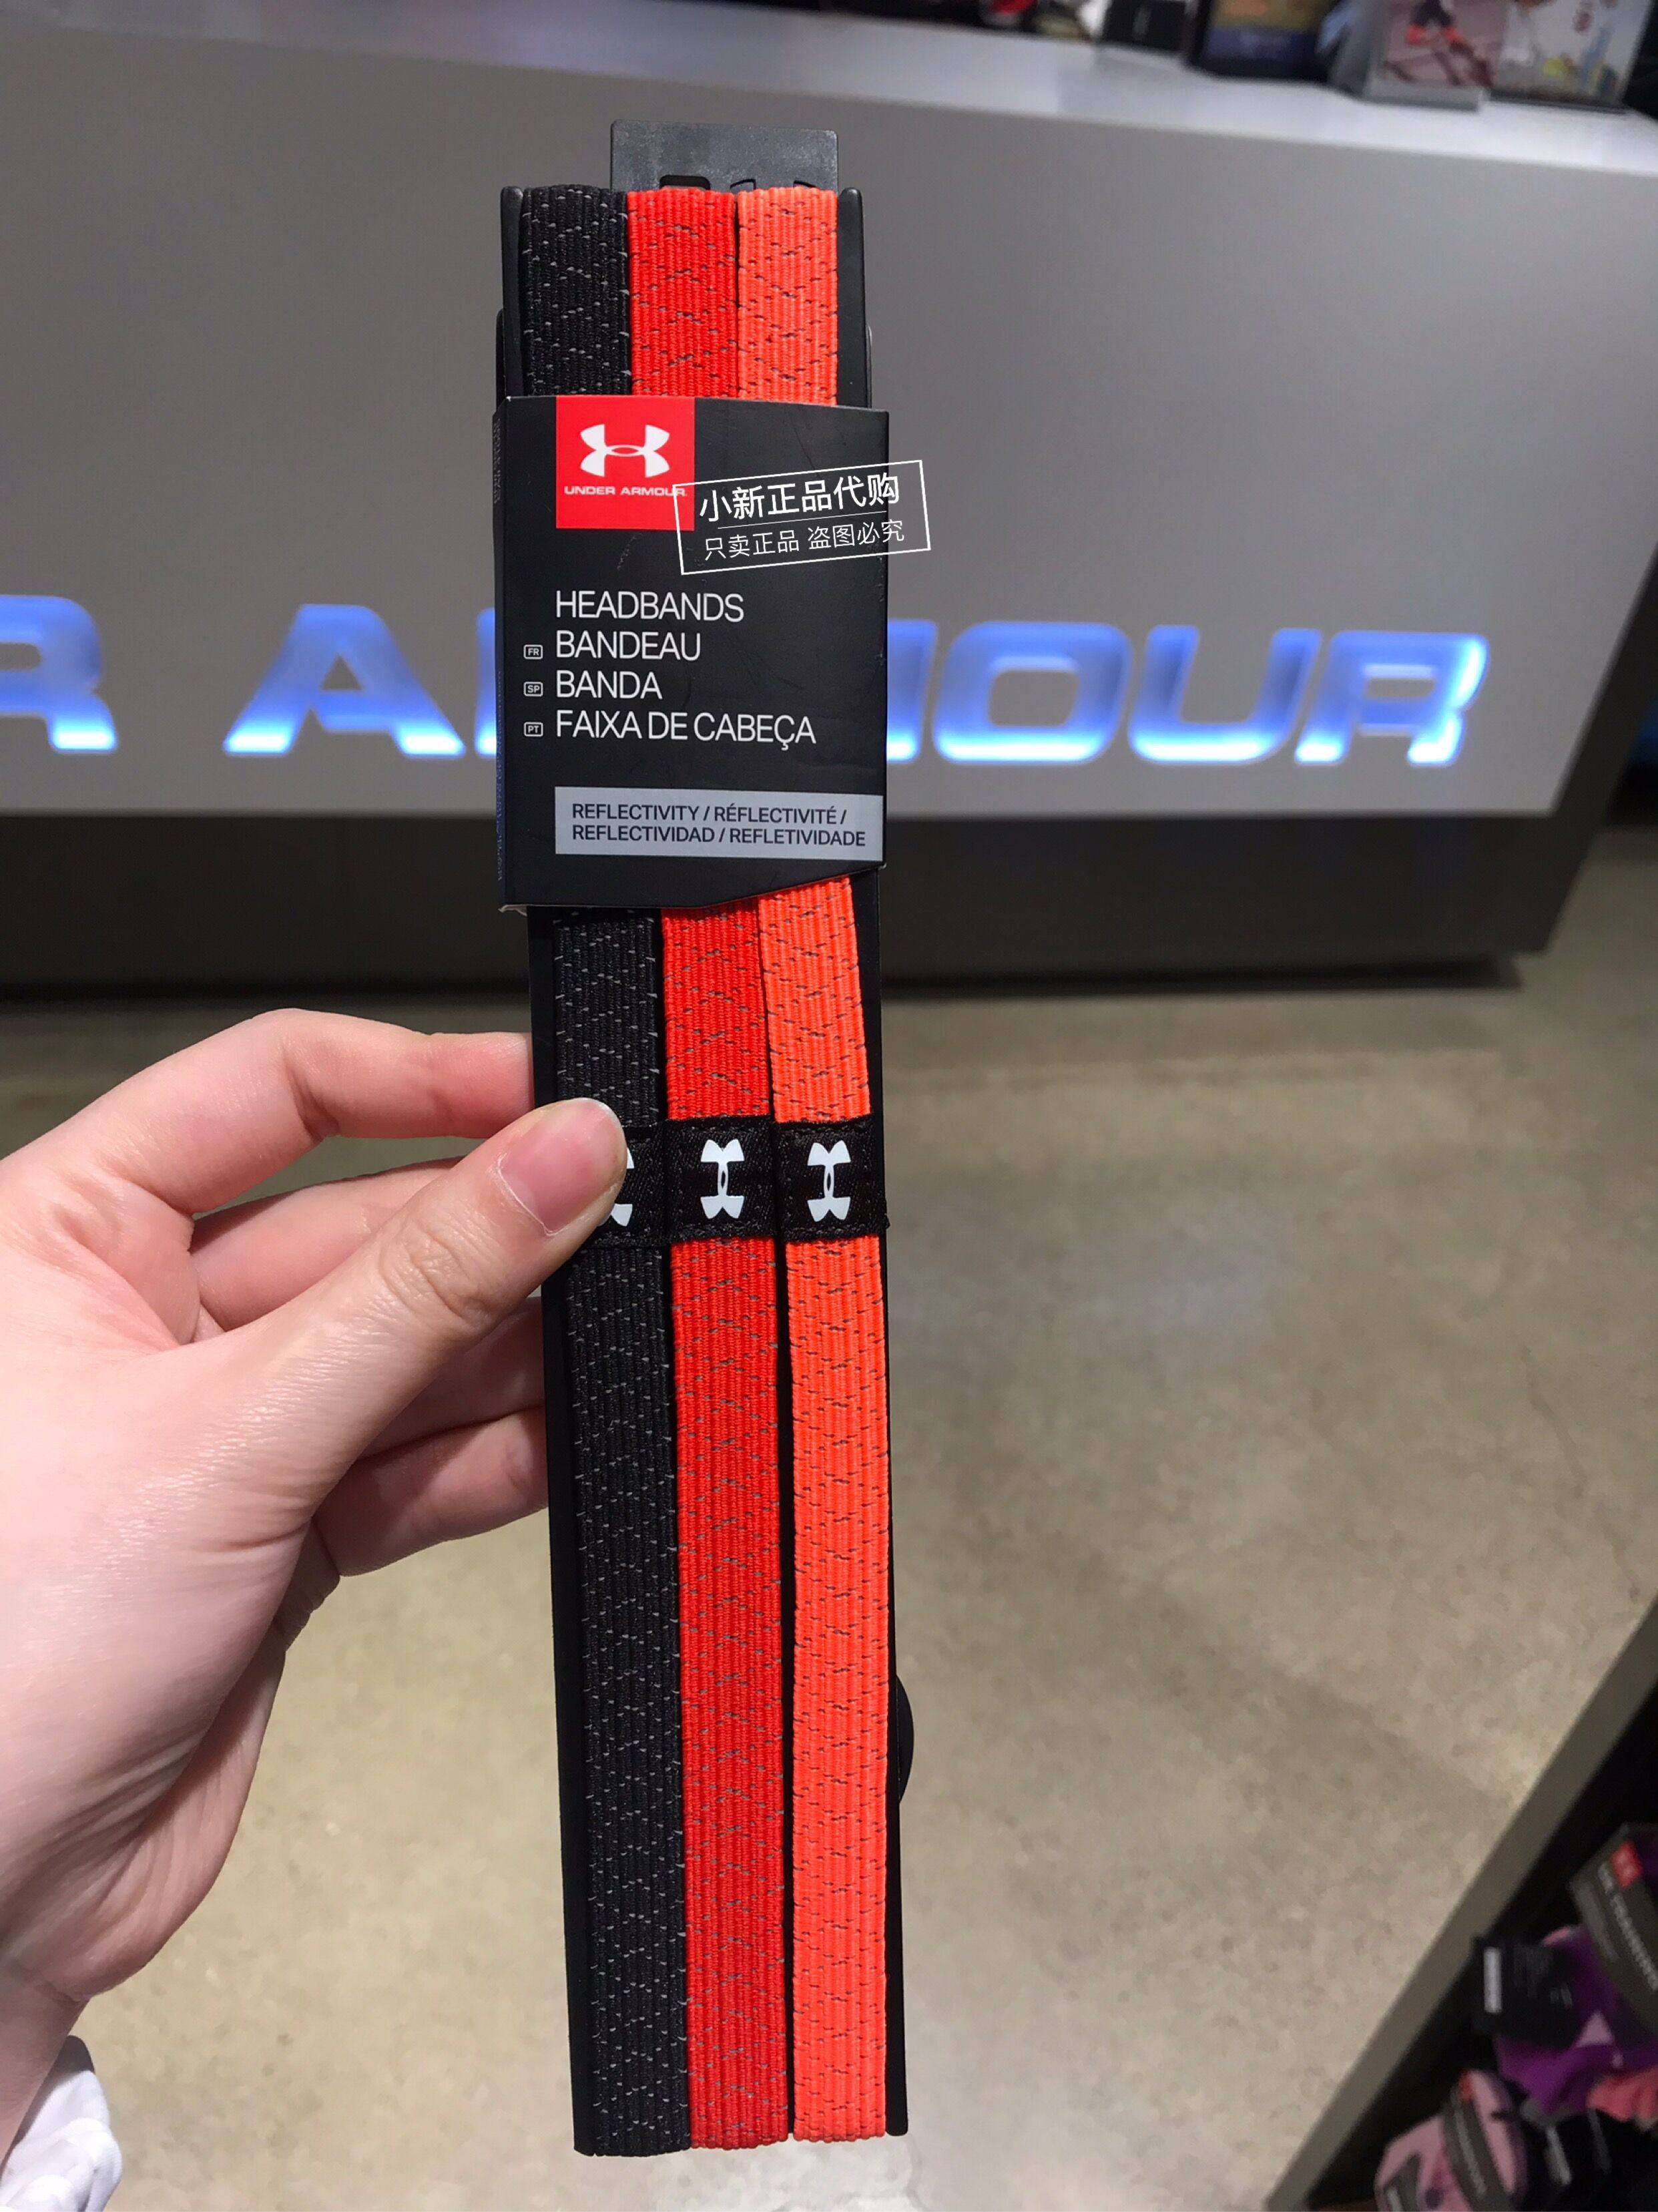 UNDER ARMOUR
小新正品代购
只卖正品 盗图必究
HEADBANDS
FR BANDEAU
SP BANDA
PT FAIXA DE CABEÇA
R A OUR
REFLECTIVITY / RÉFLECTIVITÉ /
REFLECTIVIDAD / REFLETIVIDADE